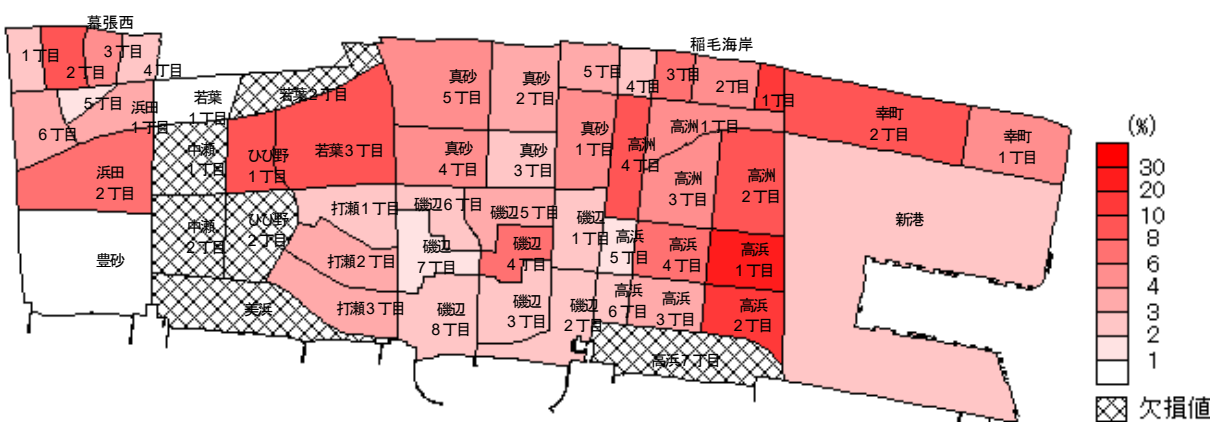 幕張西
1丁目
2丁目
3丁目
4丁目
5丁目
6丁目
浜田
1丁目
浜田
2丁目
豊砂
若葉
1丁目
若葉2丁目
若葉3丁目
中瀬
1丁目
中瀬
2丁目
ひび野
1丁目
ひび野
2丁目
美浜
打瀬1丁目
打瀬2丁目
打瀬3丁目
真砂
5丁目
真砂
2丁目
真砂
4丁目
真砂
3丁目
真砂
1丁目
磯辺6丁目
磯辺5丁目
磯辺
7丁目
磯辺
4丁目
磯辺
1丁目
磯辺
8丁目
磯辺
3丁目
磯辺
2丁目
稲毛海岸
5丁目
4丁目
3丁目
2丁目
1丁目
高洲1丁目
高洲
4丁目
高洲
3丁目
高洲
2丁目
高浜
5丁目
高浜
4丁目
高浜
1丁目
高浜
6丁目
高浜
3丁目
高浜
2丁目
高浜7丁目
幸町
2丁目
幸町
1丁目
新港
(%)
30
20
10
8
6
4
3
2
1
欠損値